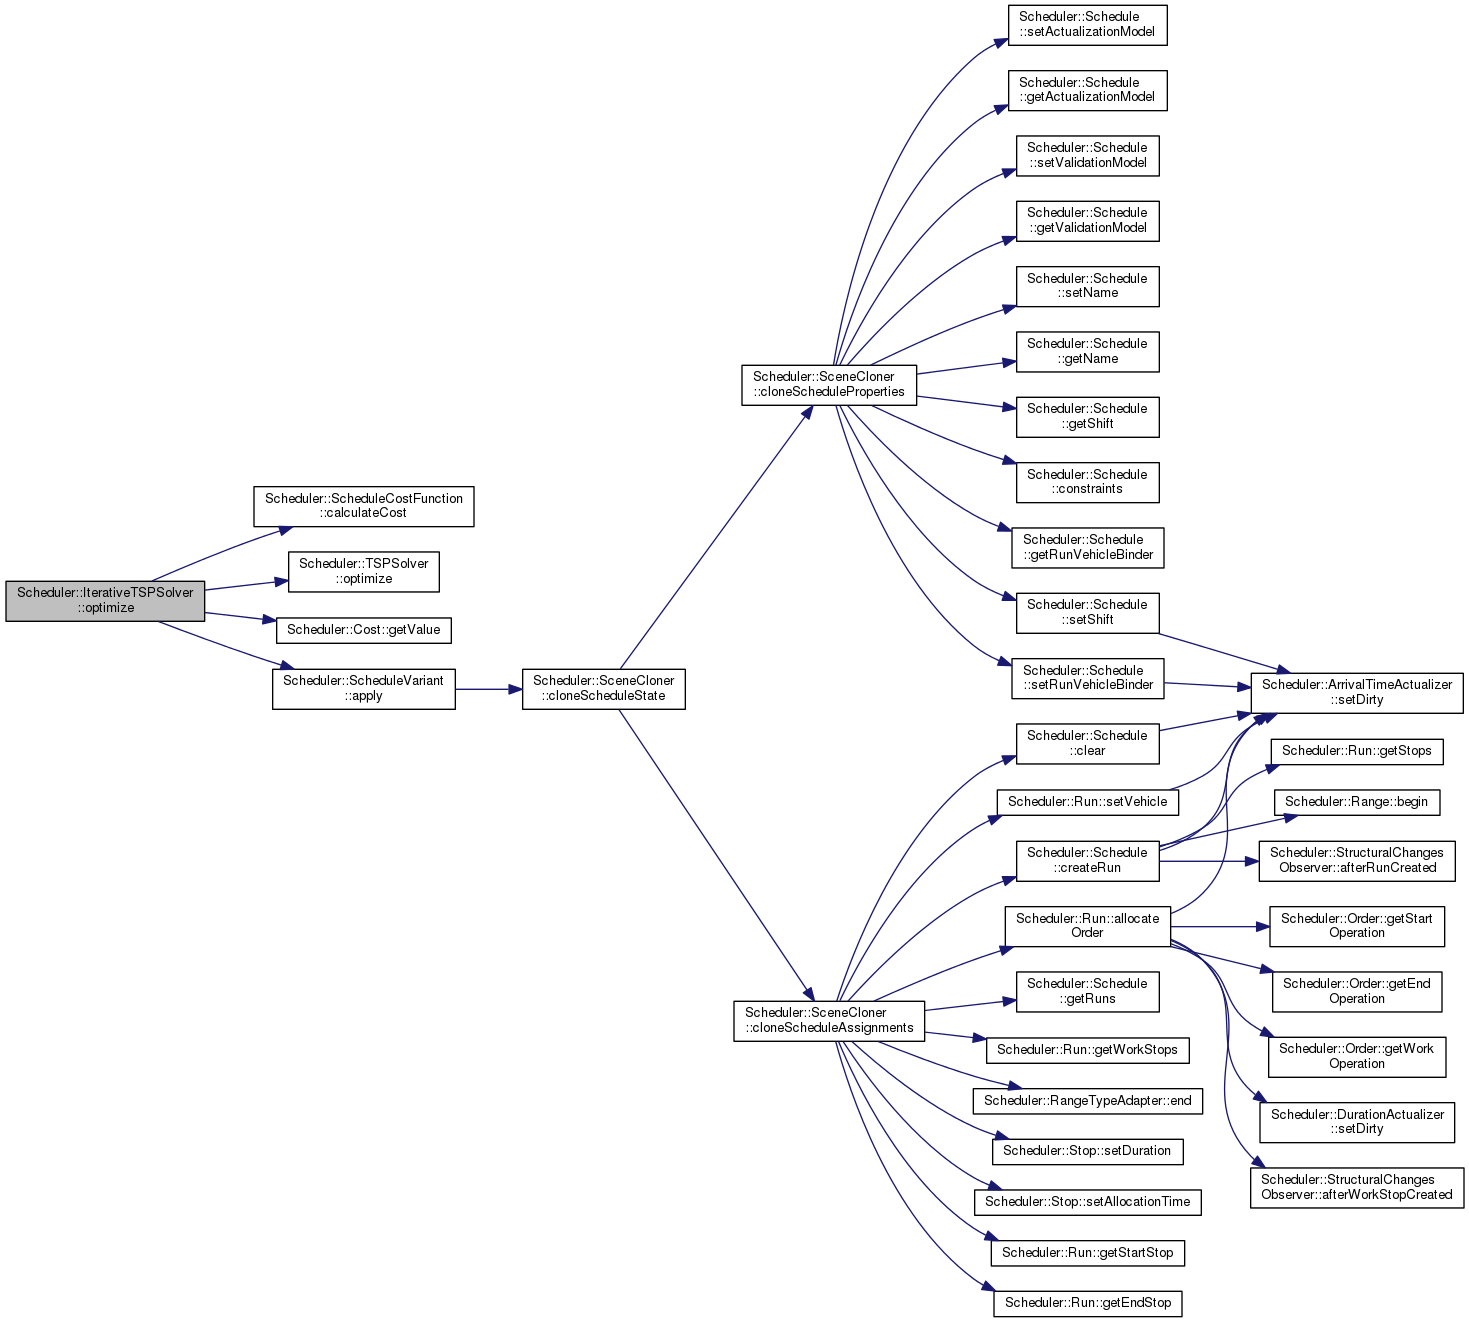 Scheduler::IterativeTSPSolver
::optimize
Scheduler::ScheduleCostFunction
::calculateCost
Scheduler::TSPSolver
::optimize
Scheduler::Cost::getValue
Scheduler::ScheduleVariant
::apply
Scheduler::SceneCloner
::cloneScheduleState
Scheduler::SceneCloner
::cloneScheduleProperties
Scheduler::SceneCloner
::cloneScheduleAssignments
Scheduler::Schedule
::setActualizationModel
Scheduler::Schedule
::getActualizationModel
Scheduler::Schedule
::setValidationModel
Scheduler::Schedule
::getValidationModel
Scheduler::Schedule
::setName
Scheduler::Schedule
::getName
Scheduler::Schedule
::getShift
Scheduler::Schedule
::constraints
Scheduler::Schedule
::getRunVehicleBinder
Scheduler::Schedule
::setShift
Scheduler::Schedule
::setRunVehicleBinder
Scheduler::Schedule
::clear
Scheduler::Run::setVehicle
Scheduler::Schedule
::createRun
Scheduler::Run::allocate
Order
Scheduler::Schedule
::getRuns
Scheduler::Run::getWorkStops
Scheduler::RangeTypeAdapter::end
Scheduler::Stop::setDuration
Scheduler::Stop::setAllocationTime
Scheduler::Run::getStartStop
Scheduler::Run::getEndStop
Scheduler::ArrivalTimeActualizer
::setDirty
Scheduler::Run::getStops
Scheduler::Range::begin
Scheduler::StructuralChanges
Observer::afterRunCreated
Scheduler::Order::getStart
Operation
Scheduler::Order::getEnd
Operation
Scheduler::Order::getWork
Operation
Scheduler::DurationActualizer
::setDirty
Scheduler::StructuralChanges
Observer::afterWorkStopCreated